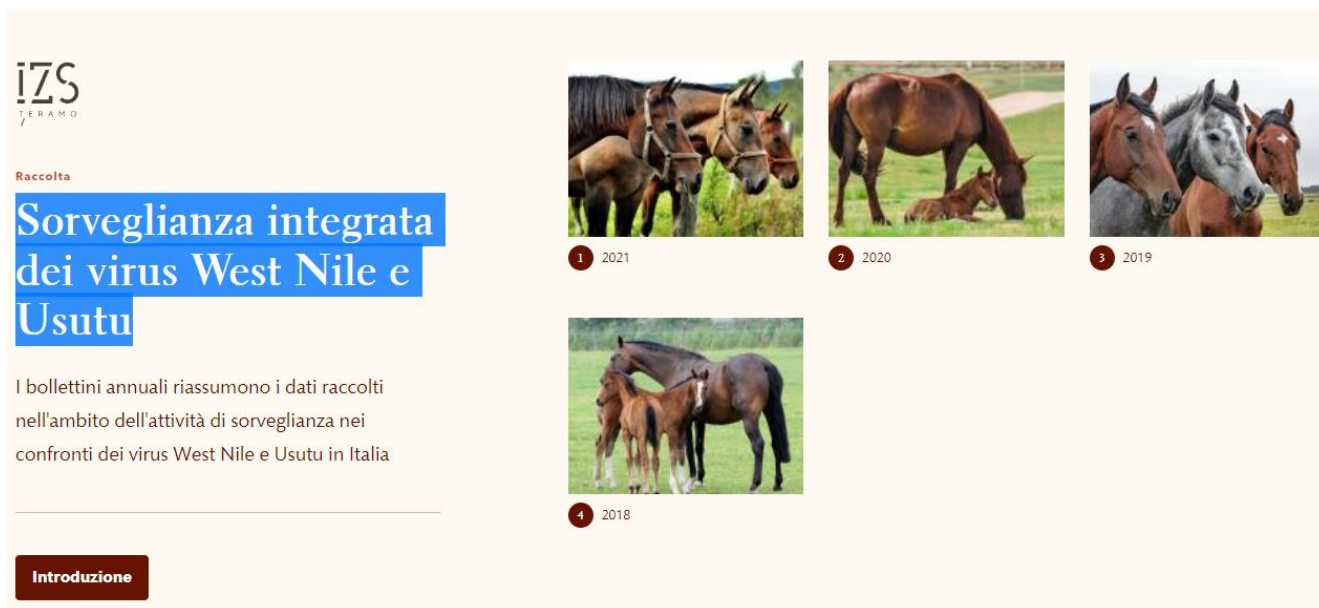 izs
TERAMO
Raccolta
Sorveglianza integrata
dei virus West Nile e
Usutu
I bollettini annuali riassumono i dati raccolti
nell'ambito dell'attività di sorveglianza nei
confronti dei virus West Nile e Usutu in Italia
Introduzione
1 2021
2 2020
3 2019
4 2018